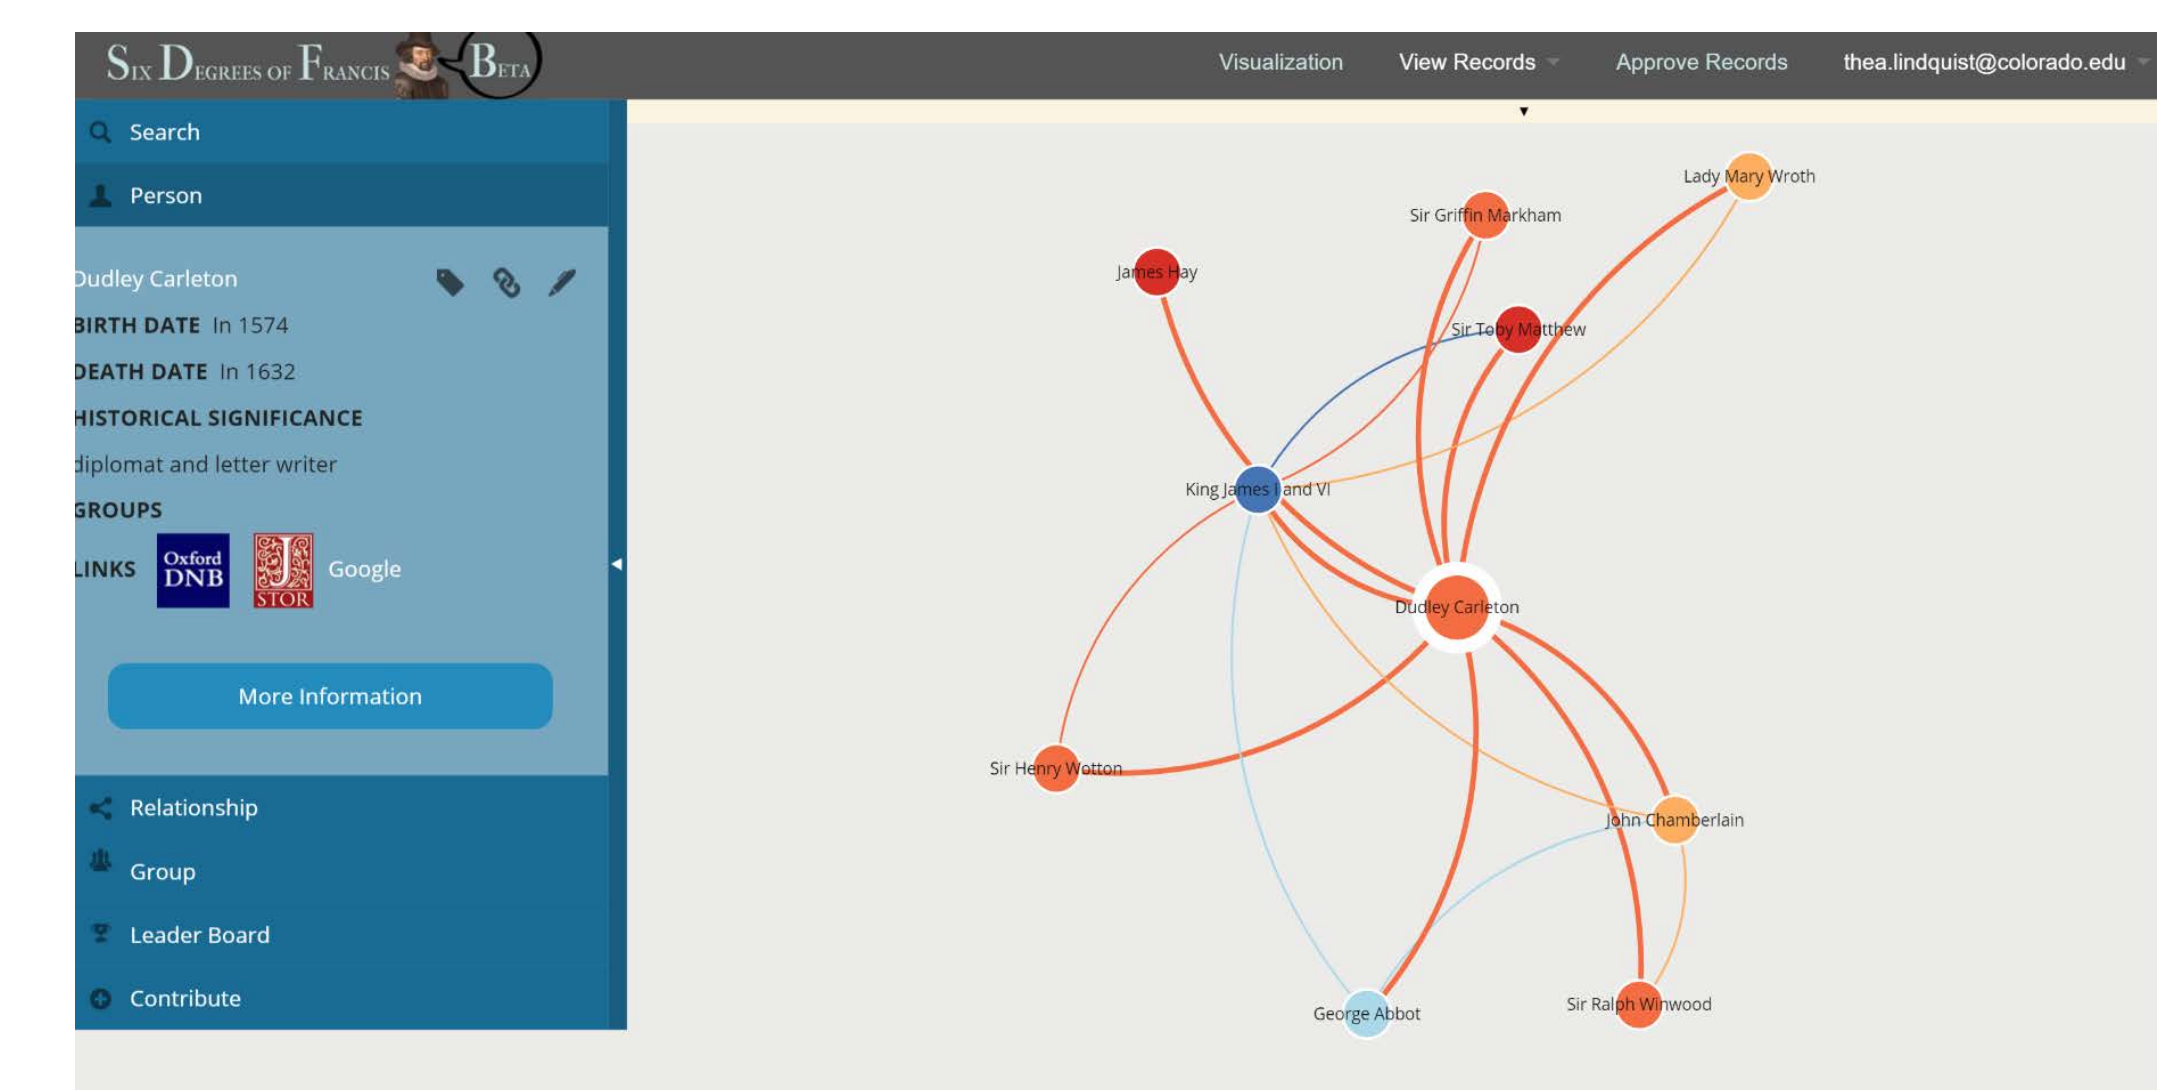 SIX DEGREES OF FRANCIS BETA
Visualization View Records Approve Records thea.lindquist@colorado.edu
Search
Person
Dudley Carleton
BIRTH DATE In 1574
DEATH DATE In 1632
HISTORICAL SIGNIFICANCE
diplomat and letter writer
GROUPS
LINKS Oxford DNB JSTOR Google
More Information
Relationship
Group
Leader Board
Contribute
Lady Mary Wroth
Sir Griffin Markham
James Hay
Sir Toby Matthew
King James I and VI
Dudley Carleton
Sir Henry Wotton
John Chamberlain
George Abbot
Sir Ralph Winwood